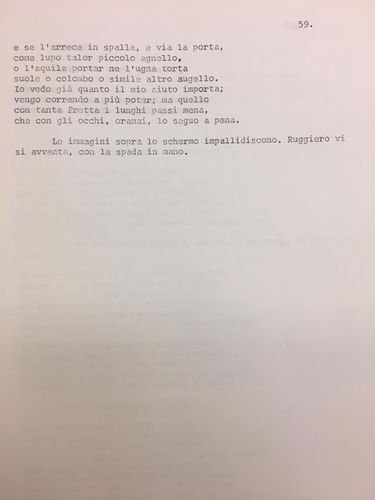 59.
e se l'arreca in spalla, e via la porta,
come lupo talor piccolo agnello,
o l'aquila portar ne l'ugna torta
suole o colombo o simile altro augello.
Io vedo già quanto il mio aiuto importa;
vengo correndo a più poter; ma quello
con tanta fretta i lunghi passi mena,
che con gli occhi, oramai, lo seguo a pena.
Le immagini sopra lo schermo impallidiscono. Ruggiero vi
si avventa, con la spada in mano.